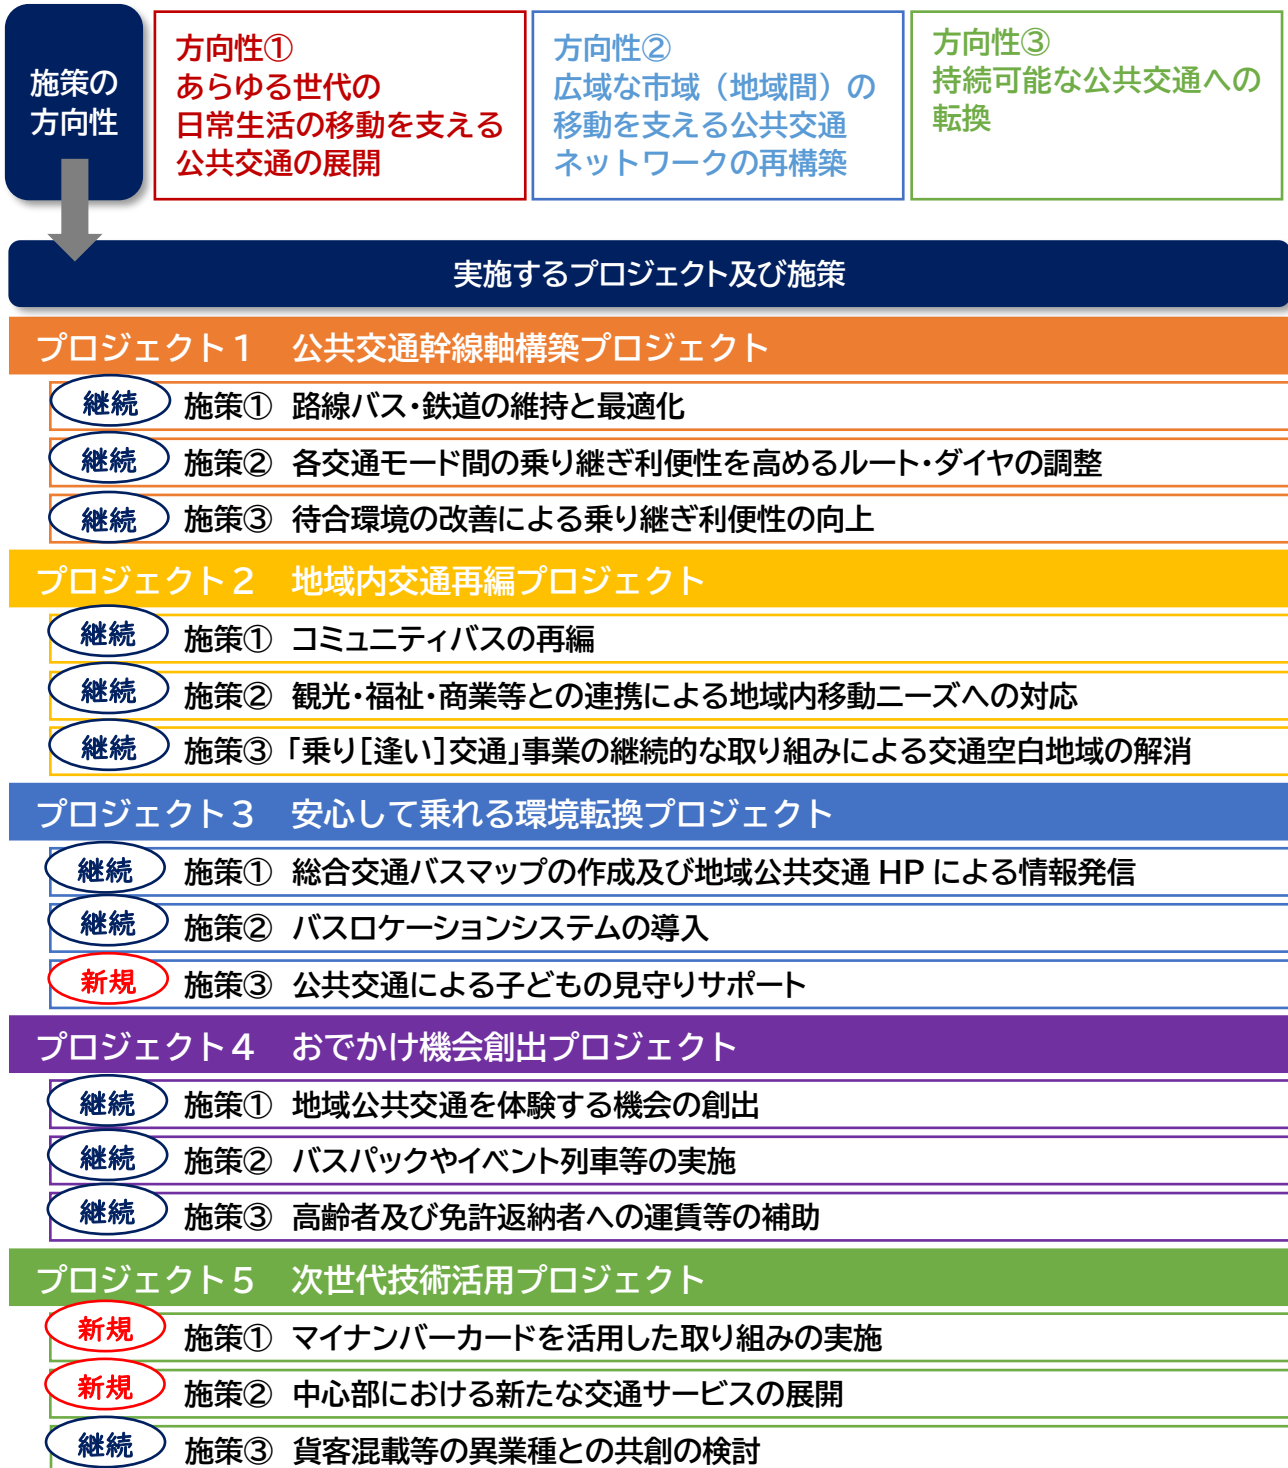 施策の
方向性
方向性①
あらゆる世代の
日常生活の移動を支える
公共交通の展開
方向性②
広域な市域（地域間）の
移動を支える公共交通
ネットワークの再構築
方向性③
持続可能な公共交通への
転換
実施するプロジェクト及び施策
プロジェクト１　公共交通幹線軸構築プロジェクト
継続 施策① 路線バス・鉄道の維持と最適化
継続 施策② 各交通モード間の乗り継ぎ利便性を高めるルート・ダイヤの調整
継続 施策③ 待合環境の改善による乗り継ぎ利便性の向上
プロジェクト２　地域内交通再編プロジェクト
継続 施策① コミュニティバスの再編
継続 施策② 観光・福祉・商業等との連携による地域内移動ニーズへの対応
継続 施策③ 「乗り[逢い]交通」事業の継続的な取り組みによる交通空白地域の解消
プロジェクト３　安心して乗れる環境転換プロジェクト
継続 施策① 総合交通バスマップの作成及び地域公共交通 HP による情報発信
継続 施策② バスロケーションシステムの導入
新規 施策③ 公共交通による子どもの見守りサポート
プロジェクト４　おでかけ機会創出プロジェクト
継続 施策① 地域公共交通を体験する機会の創出
継続 施策② バスパックやイベント列車等の実施
継続 施策③ 高齢者及び免許返納者への運賃等の補助
プロジェクト５　次世代技術活用プロジェクト
新規 施策① マイナンバーカードを活用した取り組みの実施
新規 施策② 中心部における新たな交通サービスの展開
継続 施策③ 貨客混載等の異業種との共創の検討